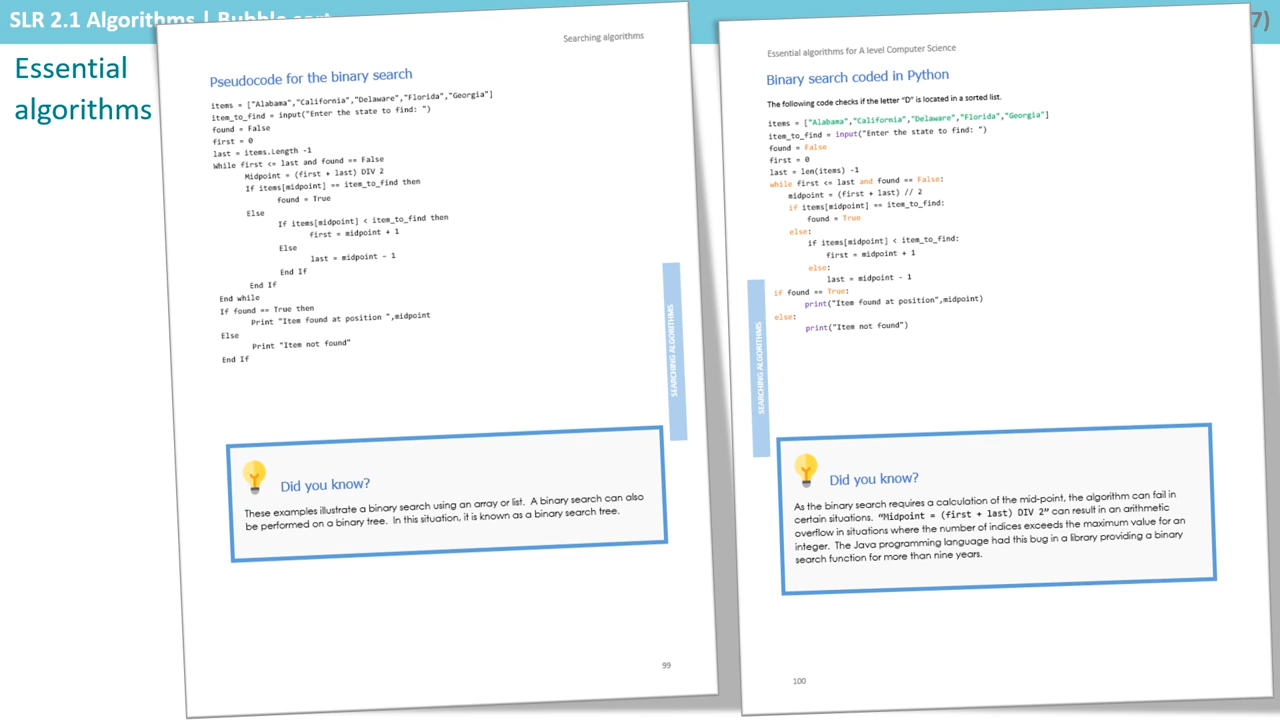 SLR 2.1 Algorithms | Bubble sort
7)
Essential
algorithms
Searching algorithms
Pseudocode for the binary search
items = ["Alabama","California","Delaware","Florida","Georgia"]
item_to_find = input("Enter the state to find: ")
found = False
first = 0
last = items.Length -1
While first <= last and found == False
Midpoint = (first + last) DIV 2
If items[midpoint] == item_to_find then
found = True
Else
If items[midpoint] < item_to_find then
first = midpoint + 1
Else
last = midpoint - 1
End If
End If
End while
If found == True then
Print "Item found at position ",midpoint
Else
Print "Item not found"
End If
SEARCHING ALGORITHMS
Did you know?
These examples illustrate a binary search using an array or list. A binary search can also
be performed on a binary tree. In this situation, it is known as a binary search tree.
99
Essential algorithms for A level Computer Science
Binary search coded in Python
The following code checks if the letter "D" is located in a sorted list.
items = ["Alabama","California","Delaware","Florida","Georgia"]
item_to_find = input("Enter the state to find: ")
found = False
first = 0
last = len(items) -1
while first <= last and found == False:
midpoint = (first + last) // 2
if items[midpoint] == item_to_find:
found = True
else:
if items[midpoint] < item_to_find:
first = midpoint + 1
else:
last = midpoint - 1
if found == True:
print("Item found at position",midpoint)
else:
print("Item not found")
SEARCHING ALGORITHMS
Did you know?
As the binary search requires a calculation of the mid-point, the algorithm can fail in
certain situations. "Midpoint = (first + last) DIV 2" can result in an arithmetic
overflow in situations where the number of indices exceeds the maximum value for an
integer. The Java programming language had this bug in a library providing a binary
search function for more than nine years.
100